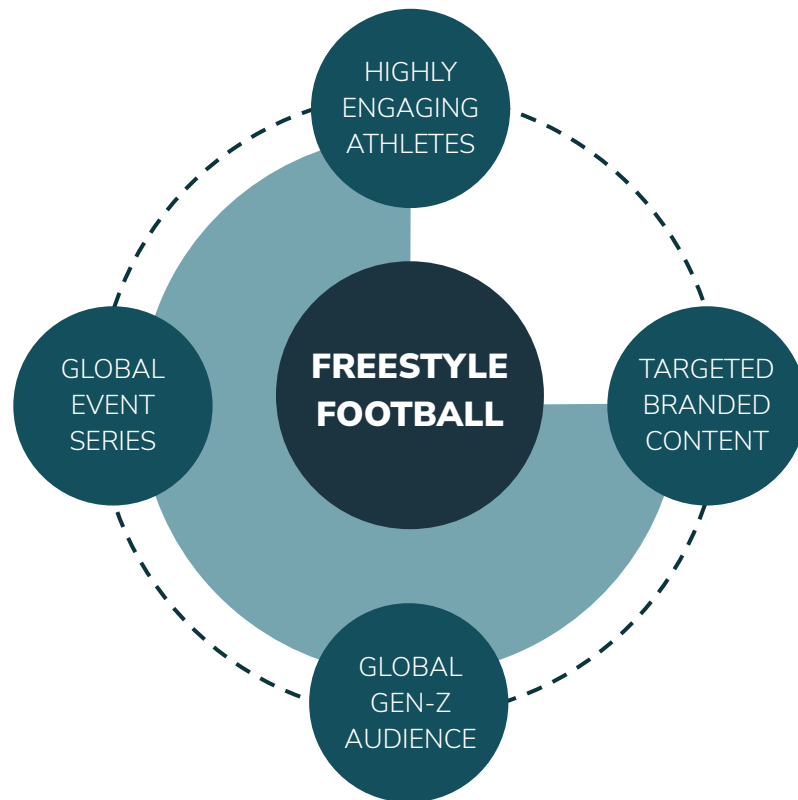 HIGHLY
ENGAGING
ATHLETES
GLOBAL
EVENT
SERIES
FREESTYLE
FOOTBALL
TARGETED
BRANDED
CONTENT
GLOBAL
GEN-Z
AUDIENCE